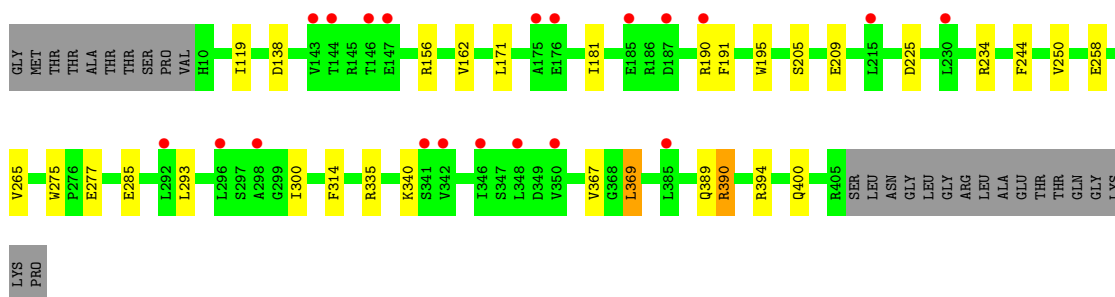 GLY MET THR THR ALA THR THR SER PRO VAL H10 I119 D138 V143 T144 R145 T146 E147 R156 V162 L171 A175 E176 I181 E185 R186 D187 R190 F191 W195 S205 E209 L215 D225 L230 R234 F244 V250 E258
V265 W275 P276 E277 E285 L292 L293 L296 S297 A298 G299 I300 F314 R335 K340 S341 V342 I346 S347 L348 D349 V350 V367 G368 L369 L385 Q389 R390 R394 Q400 R405 SER LEU ASN GLY LEU GLY ARG LEU ALA GLU THR THR GLN GLY LYS
LYS PRO